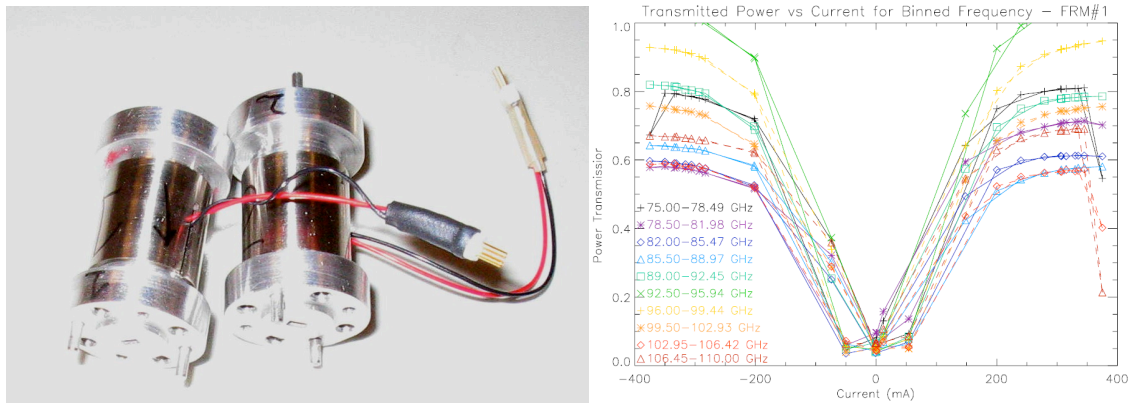 Transmitted Power vs Current for Binned Frequency – FRM#1
1.0
0.8
0.6
0.4
0.2
0.0
Power Transmission
75.00–78.49 GHz
78.50–81.98 GHz
82.00–85.47 GHz
85.50–88.97 GHz
89.00–92.45 GHz
92.50–95.94 GHz
96.00–99.44 GHz
99.50–102.93 GHz
102.95–106.42 GHz
106.45–110.00 GHz
−400 −200 0 200 400
Current (mA)